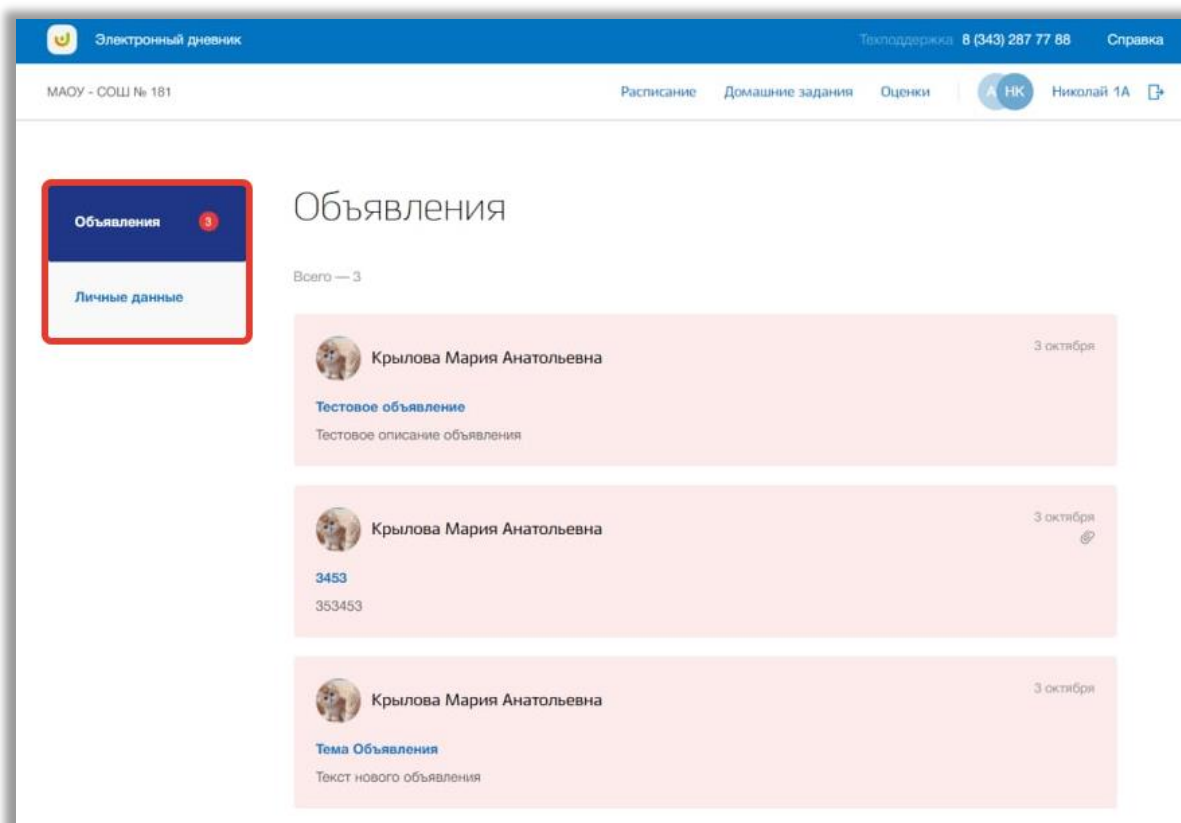 Электронный дневник
Техподдержка 8 (343) 287 77 88 Справка
МАОУ - СОШ № 181
Расписание Домашние задания Оценки А НК Николай 1А
Объявления 3
Личные данные
Объявления
Всего — 3
Крылова Мария Анатольевна 3 октября
Тестовое объявление
Тестовое описание объявления
Крылова Мария Анатольевна 3 октября
3453
353453
Крылова Мария Анатольевна 3 октября
Тема Объявления
Текст нового объявления